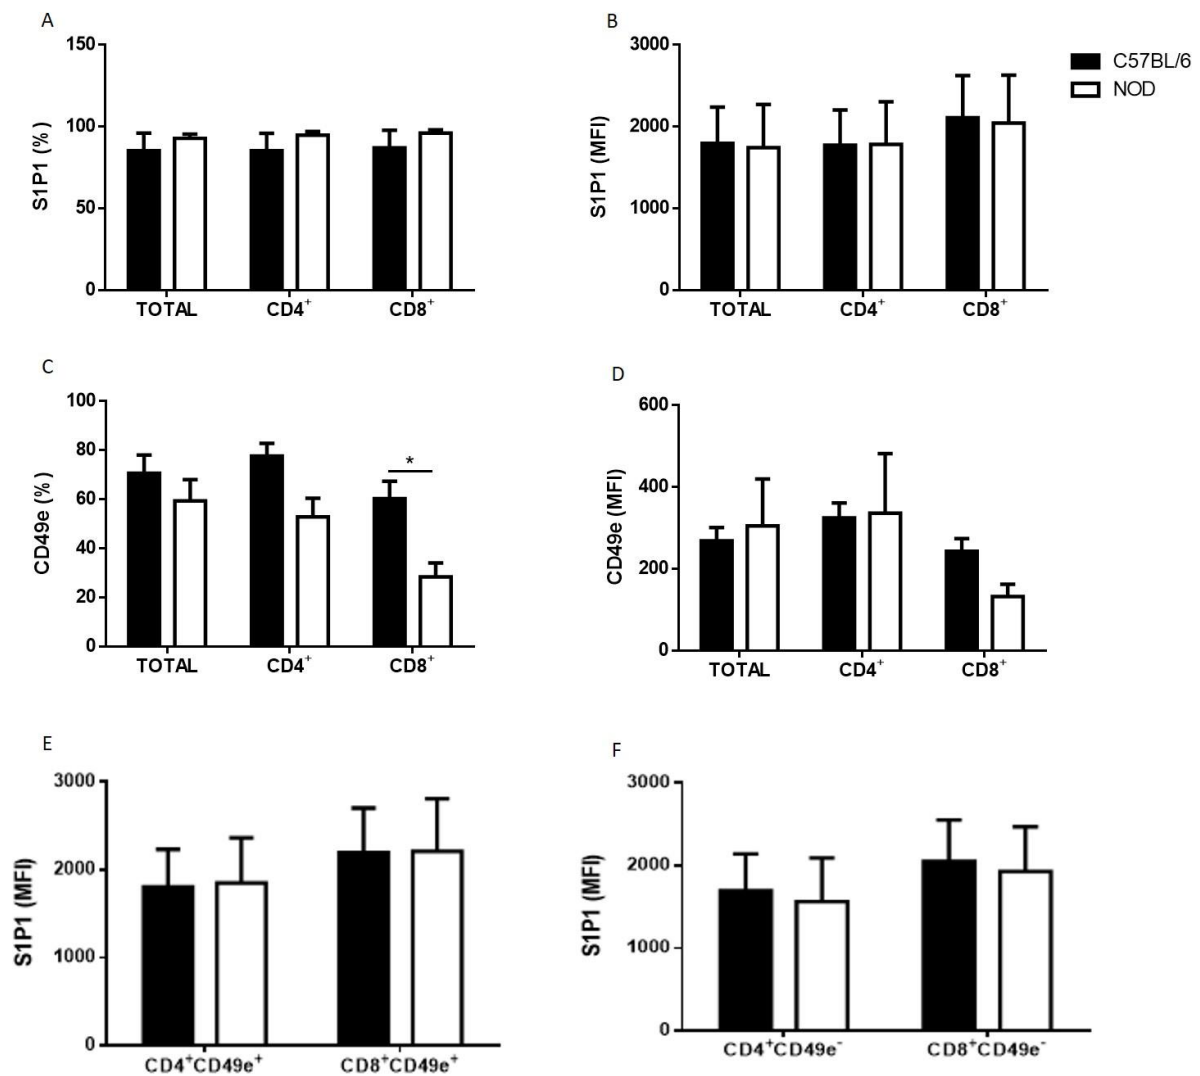 A
150
100
50
0
S1P1 (%)
TOTAL CD4⁺ CD8⁺
B
3000
2000
1000
0
S1P1 (MFI)
TOTAL CD4⁺ CD8⁺
C57BL/6
NOD
C
100
80
60
40
20
0
CD49e (%)
*
TOTAL CD4⁺ CD8⁺
D
600
400
200
0
CD49e (MFI)
TOTAL CD4⁺ CD8⁺
E
3000
2000
1000
0
S1P1 (MFI)
CD4⁺CD49e⁺ CD8⁺CD49e⁺
F
3000
2000
1000
0
S1P1 (MFI)
CD4⁺CD49e⁻ CD8⁺CD49e⁻